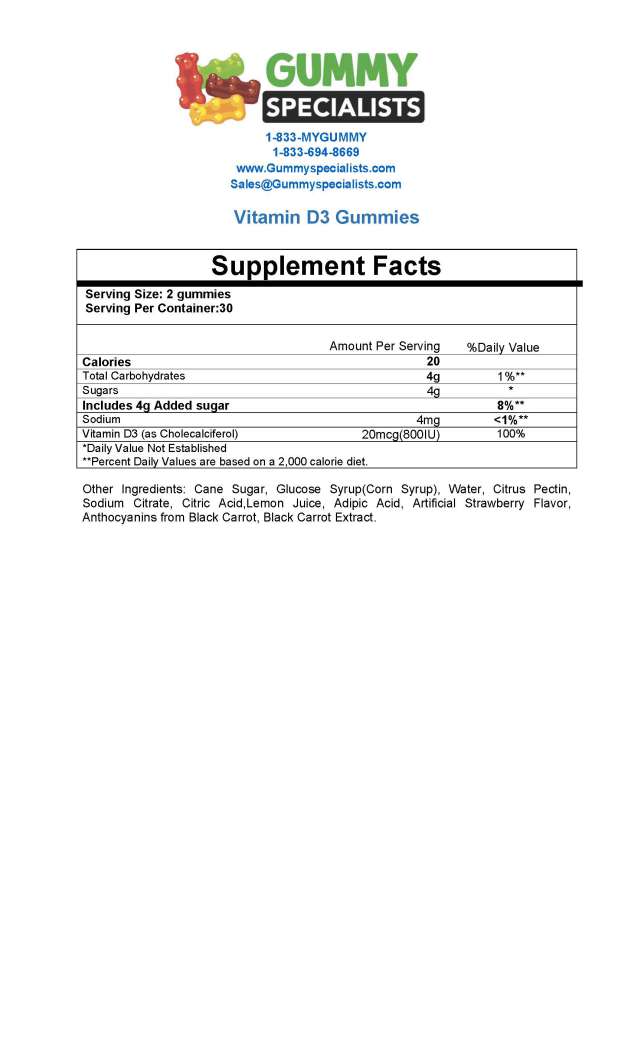 GUMMY
SPECIALISTS
1-833-MYGUMMY
1-833-694-8669
www.Gummyspecialists.com
Sales@Gummyspecialists.com
Vitamin D3 Gummies
Supplement Facts
Serving Size: 2 gummies
Serving Per Container:30
Amount Per Serving %Daily Value
Calories 20
Total Carbohydrates 4g 1%**
Sugars 4g *
Includes 4g Added sugar 8%**
Sodium 4mg <1%**
Vitamin D3 (as Cholecalciferol) 20mcg(800IU) 100%
*Daily Value Not Established
**Percent Daily Values are based on a 2,000 calorie diet.
Other Ingredients: Cane Sugar, Glucose Syrup(Corn Syrup), Water, Citrus Pectin,
Sodium Citrate, Citric Acid,Lemon Juice, Adipic Acid, Artificial Strawberry Flavor,
Anthocyanins from Black Carrot, Black Carrot Extract.